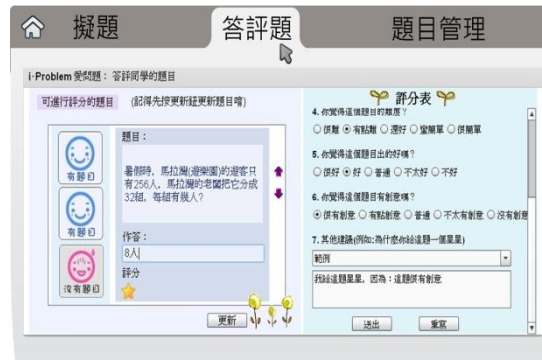 擬題
答評題
題目管理
i-Problem 愛問題： 答評同學的題目
可進行評分的題目 (記得先按更新鈕更新題目唷)
有題目
有題目
沒有題目
題目：
暑假時，馬拉灣(遊樂園)的遊客只
有256人，馬拉灣的老闆把它分成
32組，每組有幾人?
作答：
8人
評分
更新
評分表
4. 你覺得這個題目的難度?
很難 有點難 還好 蠻簡單 很簡單
5. 你覺得這個題目出的好嗎?
很好 好 普通 不太好 不好
6. 你覺得這個題目有創意嗎?
很有創意 有點創意 普通 不太有創意 沒有創意
7. 其他建議(例如:為什麼你給這題一個星星)
範例
我給這題星星，因為：這題很有創意
送出 重寫